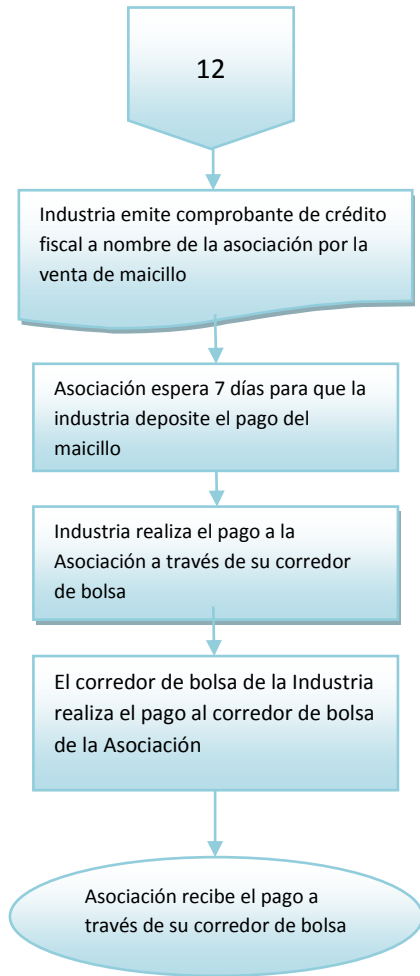 12
Industria emite comprobante de crédito
fiscal a nombre de la asociación por la
venta de maicillo
Asociación espera 7 días para que la
industria deposite el pago del
maicillo
Industria realiza el pago a la
Asociación a través de su corredor
de bolsa
El corredor de bolsa de la Industria
realiza el pago al corredor de bolsa
de la Asociación
Asociación recibe el pago a
través de su corredor de bolsa